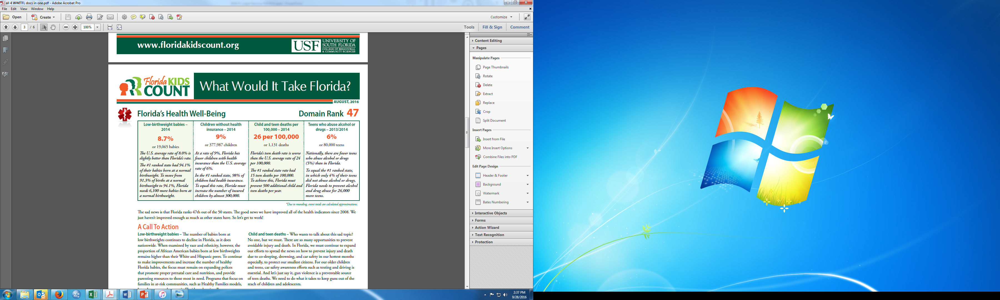 all 4 WWITFL docs in one.pdf - Adobe Acrobat Pro
File Edit View Window Help
Open Create Customize
3 / 6 100% Tools Fill & Sign Comment
www.floridakidscount.org
USF UNIVERSITY OF
SOUTH FLORIDA
COLLEGE OF BEHAVIORAL
& COMMUNITY SCIENCES
Florida KIDS
COUNT
What Would It Take Florida?
AUGUST, 2016
Florida's Health Well-Being Domain Rank 47
Low-birthweight babies –
2014
8.7%
or 19,065 babies
The U.S. average rate of 8.0% is
slightly better than Florida's rate.
The #1 ranked state had 94.1%
of their babies born at a normal
birthweight. To move from
91.3% of births at a normal
birthweight to 94.1%, Florida
needs 6,100 more babies born at
a normal birthweight.
Children without health
insurance – 2014
9%
or 377,987 children
At a rate of 9%, Florida has
fewer children with health
insurance than the U.S. average
rate of 6%.
In the #1 ranked state, 98% of
children had health insurance.
To equal this rate, Florida must
increase the number of insured
children by almost 300,000.
Child and teen deaths per
100,000 – 2014
26 per 100,000
or 1,131 deaths
Florida's teen death rate is worse
than the U.S. average rate of 24
per 100,000.
The #1 ranked state rate had
15 teen deaths per 100,000.
To achieve this, Florida must
prevent 500 additional child and
teen deaths per year.
Teens who abuse alcohol or
drugs – 2013/2014
6%
or 80,000 teens
Nationally, there are fewer teens
who abuse alcohol or drugs
(5%) than in Florida.
To equal the #1 ranked state,
in which only 4% of their teens
did not abuse alcohol or drugs,
Florida needs to prevent alcohol
and drug abuse for 26,000
more teens.
*Due to rounding, event totals are calculated approximations.
The sad news is that Florida ranks 47th out of the 50 states. The good news we have improved all of the health indicators since 2008. We
just haven't improved enough as much as other states have. So let's get to work!
A Call To Action
Low-birthweight babies – The number of babies born at
low birthweights continues to decline in Florida, as it does
nationwide. When examined by race and ethnicity, however, the
proportion of African American babies born at low birthweights
remains higher than their White and Hispanic peers. To continue
to make improvements and increase the number of healthy
Florida babies, the focus must remain on expanding polices
that promote proper prenatal care and nutrition, and provide
parenting resources to those most in need. Programs that focus on
families in at-risk communities, such as Healthy Families models,
Child and teen deaths – Who wants to talk about this sad topic?
No one, but we must. There are so many opportunities to prevent
avoidable injury and death. In Florida, we must continue to expand
our efforts to spread the news on how to prevent injury and death
due to co-sleeping, drowning, and car safety in our hottest months
especially, to protect our smallest citizens. For our older children
and teens, car safety awareness efforts such as texting and driving is
essential. And let's just say it, gun violence is a preventable source
of teen deaths. We need to do what it takes to keep guns out of the
reach of children and adolescents.
Content Editing
Pages
Manipulate Pages
Page Thumbnails
Rotate
Delete
Extract
Replace
Crop
Split Document
Insert Pages
Insert from File
More Insert Options
Combine Files into PDF
Edit Page Design
Header & Footer
Background
Watermark
Bates Numbering
Interactive Objects
Forms
Action Wizard
Text Recognition
Protection
2:37 PM
9/28/2016